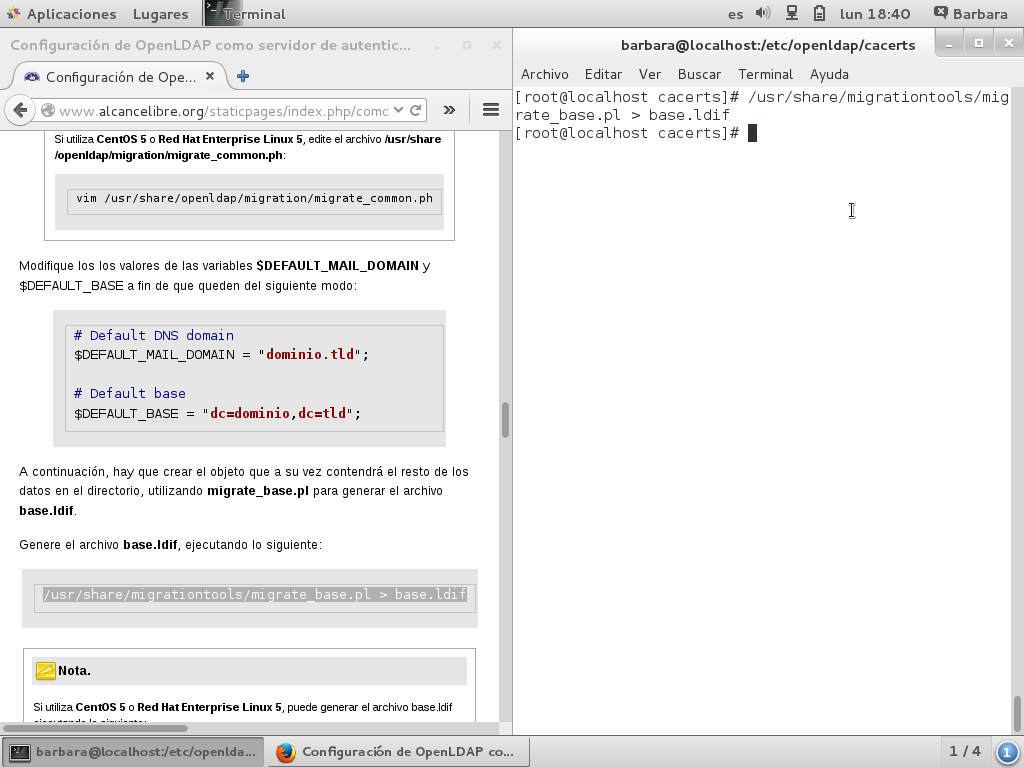 Aplicaciones Lugares Terminal es lun 18:40 Barbara
Configuración de OpenLDAP como servidor de autentic...
Configuración de Ope...
www.alcancelibre.org/staticpages/index.php/como
Si utiliza CentOS 5 o Red Hat Enterprise Linux 5, edite el archivo /usr/share
/openldap/migration/migrate_common.ph:
vim /usr/share/openldap/migration/migrate_common.ph
Modifique los los valores de las variables $DEFAULT_MAIL_DOMAIN y
$DEFAULT_BASE a fin de que queden del siguiente modo:
# Default DNS domain
$DEFAULT_MAIL_DOMAIN = "dominio.tld";
# Default base
$DEFAULT_BASE = "dc=dominio,dc=tld";
A continuación, hay que crear el objeto que a su vez contendrá el resto de los
datos en el directorio, utilizando migrate_base.pl para generar el archivo
base.ldif.
Genere el archivo base.ldif, ejecutando lo siguiente:
/usr/share/migrationtools/migrate_base.pl > base.ldif
Nota.
Si utiliza CentOS 5 o Red Hat Enterprise Linux 5, puede generar el archivo base.ldif
ejecutando lo siguiente:
barbara@localhost:/etc/openldap/cacerts
Archivo Editar Ver Buscar Terminal Ayuda
[root@localhost cacerts]# /usr/share/migrationtools/mig
rate_base.pl > base.ldif
[root@localhost cacerts]#
barbara@localhost:/etc/openlda... Configuración de OpenLDAP co... 1 / 4 1